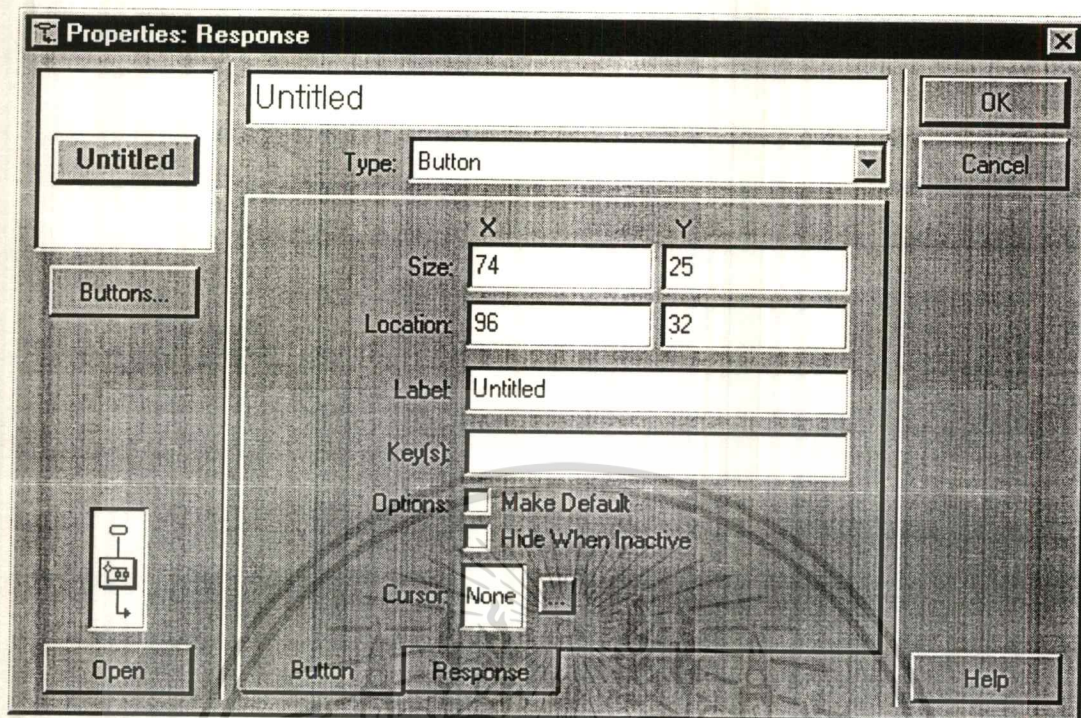 Properties: Response
Untitled
OK
Untitled
Type: Button
Cancel
X Y
Size: 74 25
Buttons...
Location: 96 32
Label: Untitled
Key(s):
Options: Make Default
Hide When Inactive
Cursor: None ...
Open
Button Response
Help